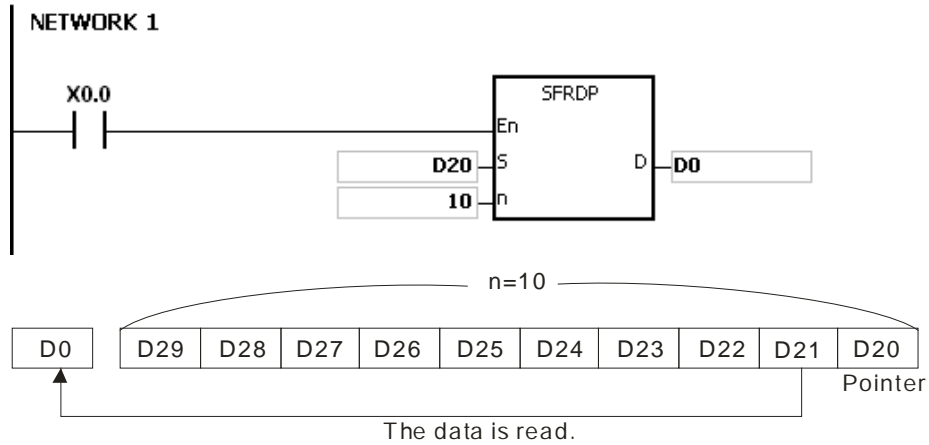 NETWORK 1
X0.0
SFRDP
En
D20 S D D0
10 n
n=10
D0 D29 D28 D27 D26 D25 D24 D23 D22 D21 D20
Pointer
The data is read.